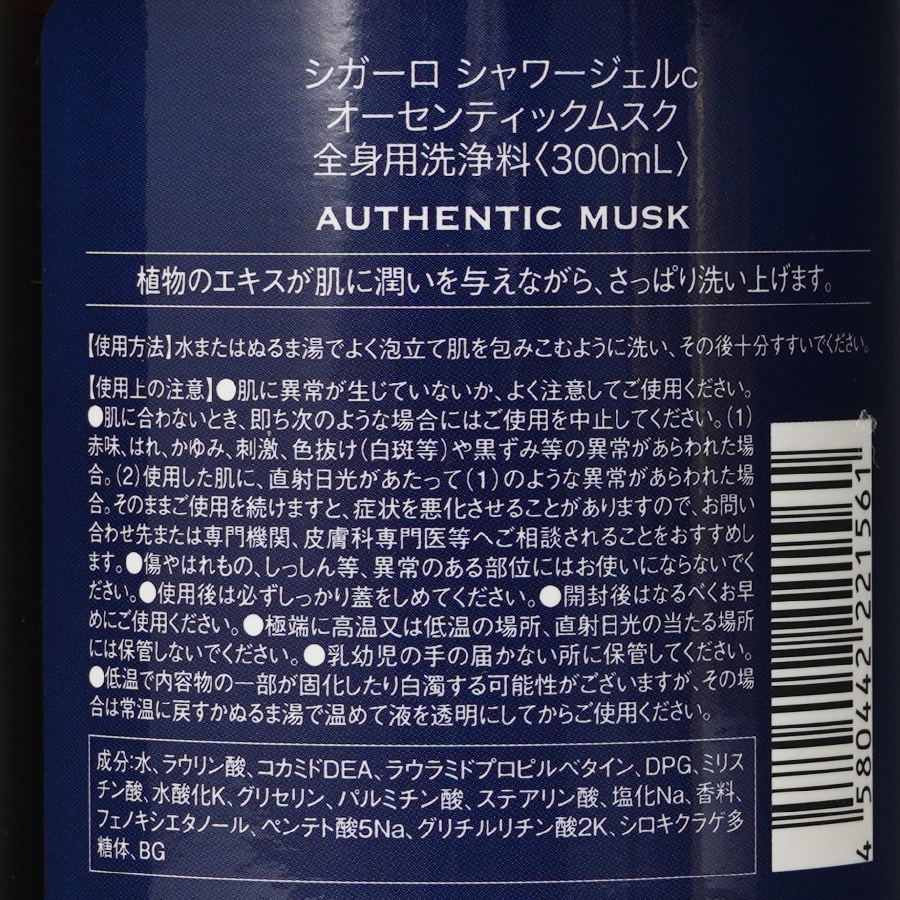 シガーロ シャワージェルc
オーセンティックムスク
全身用洗浄料〈300mL〉
AUTHENTIC MUSK
植物のエキスが肌に潤いを与えながら、さっぱり洗い上げます。
【使用方法】水またはぬるま湯でよく泡立て肌を包みこむように洗い、その後十分すすいでください。
【使用上の注意】●肌に異常が生じていないか、よく注意してご使用ください。
●肌に合わないとき、即ち次のような場合にはご使用を中止してください。(1)
赤味、はれ、かゆみ、刺激、色抜け(白斑等)や黒ずみ等の異常があらわれた場
合。(2)使用した肌に、直射日光があたって(1)のような異常があらわれた場
合。そのままご使用を続けますと、症状を悪化させることがありますので、お問い
合わせ先または専門機関、皮膚科専門医等へご相談されることをおすすめし
ます。●傷やはれもの、しっしん等、異常のある部位にはお使いにならないでく
ださい。●使用後は必ずしっかり蓋をしめてください。●開封後はなるべくお早
めにご使用ください。●極端に高温又は低温の場所、直射日光の当たる場所
には保管しないでください。●乳幼児の手の届かない所に保管してください。
●低温で内容物の一部が固化したり白濁する可能性がございますが、その場
合は常温に戻すかぬるま湯で温めて液を透明にしてからご使用ください。
成分:水、ラウリン酸、コカミドDEA、ラウラミドプロピルベタイン、DPG、ミリス
チン酸、水酸化K、グリセリン、パルミチン酸、ステアリン酸、塩化Na、香料、
フェノキシエタノール、ペンテト酸5Na、グリチルリチン酸2K、シロキクラゲ多
糖体、BG
4 580442 221561